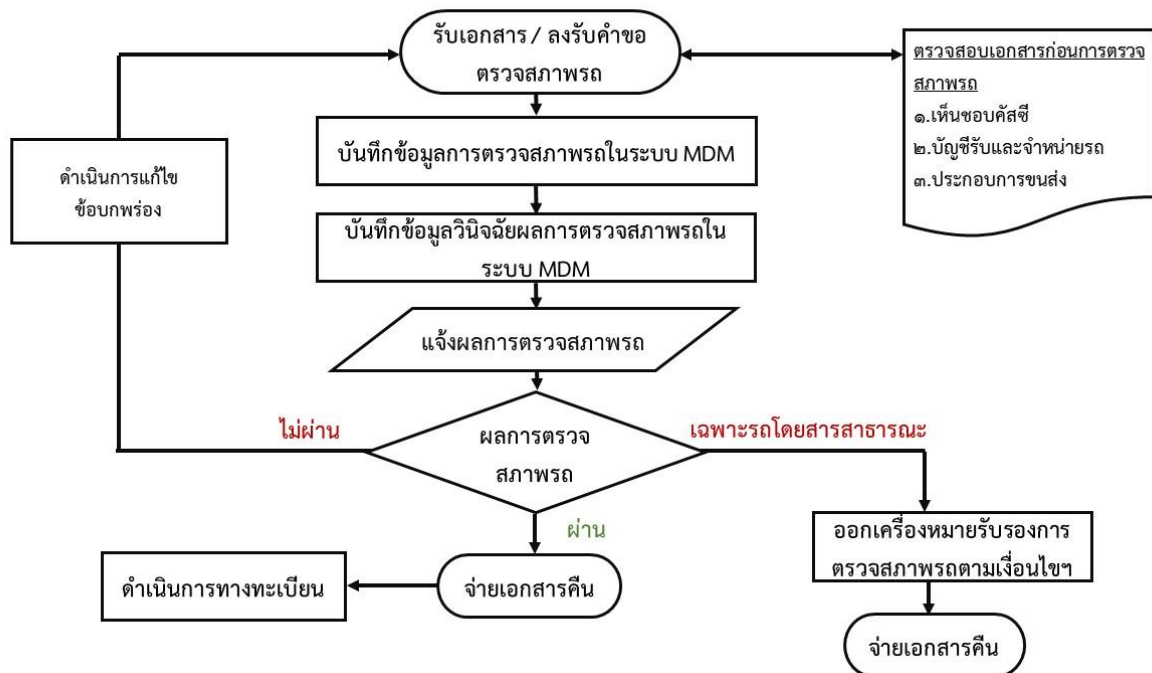 รับเอกสาร / ลงรับคำขอ
ตรวจสภาพรถ
ตรวจสอบเอกสารก่อนการตรวจ
สภาพรถ
๑.เห็นชอบคัสซี
๒.บัญชีรับและจำหน่ายรถ
๓.ประกอบการขนส่ง
บันทึกข้อมูลการตรวจสภาพรถในระบบ MDM
ดำเนินการแก้ไข
ข้อบกพร่อง
บันทึกข้อมูลวินิจฉัยผลการตรวจสภาพรถใน
ระบบ MDM
แจ้งผลการตรวจสภาพรถ
ไม่ผ่าน
ผลการตรวจ
สภาพรถ
เฉพาะรถโดยสารสาธารณะ
ผ่าน
ออกเครื่องหมายรับรองการ
ตรวจสภาพรถตามเงื่อนไขฯ
ดำเนินการทางทะเบียน
จ่ายเอกสารคืน
จ่ายเอกสารคืน